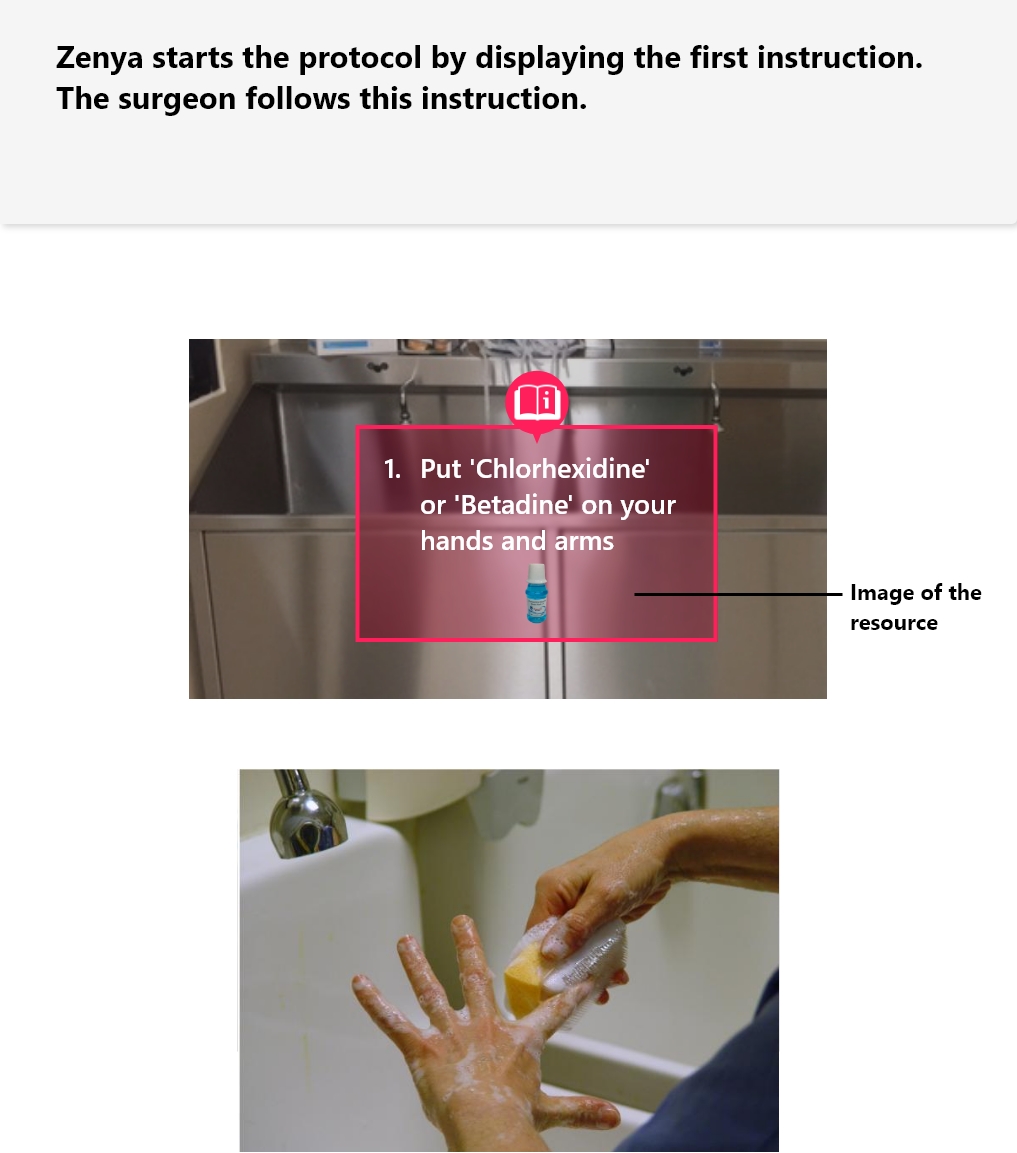 Zenya starts the protocol by displaying the first instruction.
The surgeon follows this instruction.
1. Put 'Chlorhexidine'
or 'Betadine' on your
hands and arms
Image of the
resource